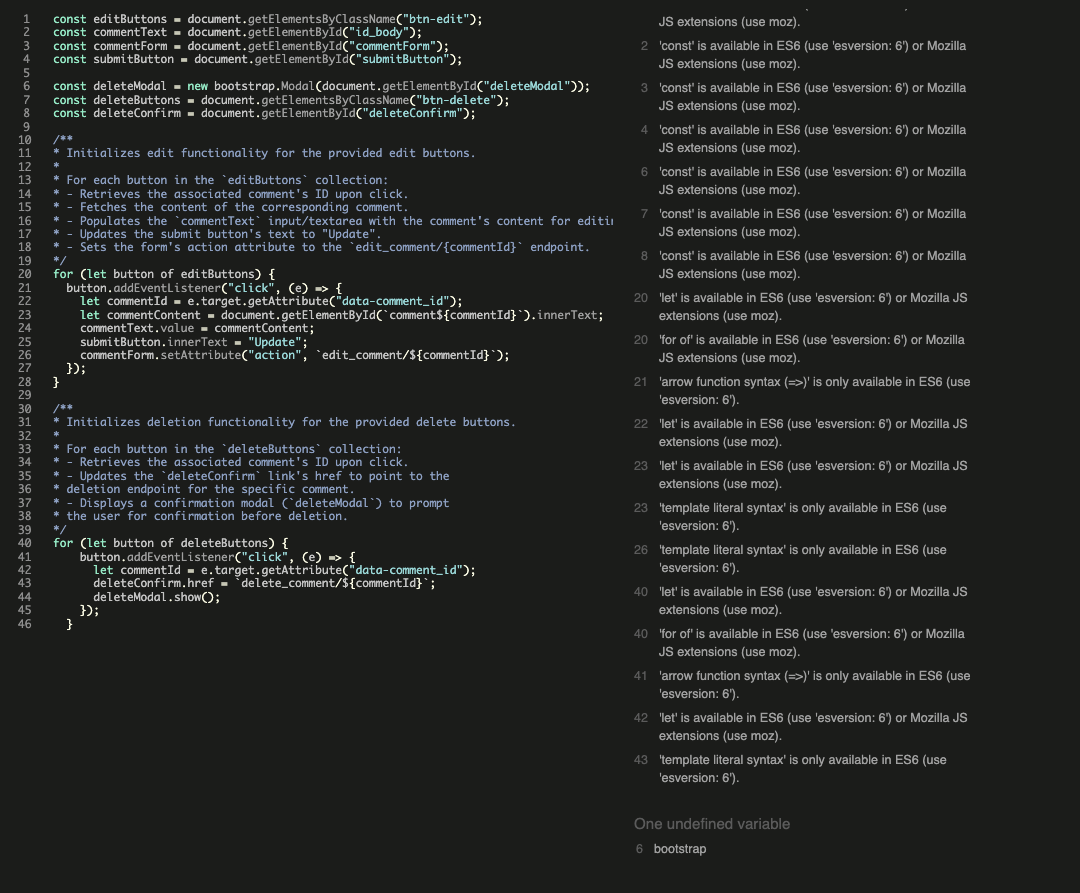 1 const editButtons = document.getElementsByClassName("btn-edit");
2 const commentText = document.getElementById("id_body");
3 const commentForm = document.getElementById("commentForm");
4 const submitButton = document.getElementById("submitButton");
5
6 const deleteModal = new bootstrap.Modal(document.getElementById("deleteModal"));
7 const deleteButtons = document.getElementsByClassName("btn-delete");
8 const deleteConfirm = document.getElementById("deleteConfirm");
9
10 /**
11 * Initializes edit functionality for the provided edit buttons.
12 *
13 * For each button in the `editButtons` collection:
14 * - Retrieves the associated comment's ID upon click.
15 * - Fetches the content of the corresponding comment.
16 * - Populates the `commentText` input/textarea with the comment's content for editin
17 * - Updates the submit button's text to "Update".
18 * - Sets the form's action attribute to the `edit_comment/{commentId}` endpoint.
19 */
20 for (let button of editButtons) {
21   button.addEventListener("click", (e) => {
22     let commentId = e.target.getAttribute("data-comment_id");
23     let commentContent = document.getElementById(`comment${commentId}`).innerText;
24     commentText.value = commentContent;
25     submitButton.innerText = "Update";
26     commentForm.setAttribute("action", `edit_comment/${commentId}`);
27   });
28 }
29
30 /**
31 * Initializes deletion functionality for the provided delete buttons.
32 *
33 * For each button in the `deleteButtons` collection:
34 * - Retrieves the associated comment's ID upon click.
35 * - Updates the `deleteConfirm` link's href to point to the
36 * deletion endpoint for the specific comment.
37 * - Displays a confirmation modal (`deleteModal`) to prompt
38 * the user for confirmation before deletion.
39 */
40 for (let button of deleteButtons) {
41     button.addEventListener("click", (e) => {
42       let commentId = e.target.getAttribute("data-comment_id");
43       deleteConfirm.href = `delete_comment/${commentId}`;
44       deleteModal.show();
45     });
46   }
JS extensions (use moz).
2 'const' is available in ES6 (use 'esversion: 6') or Mozilla
JS extensions (use moz).
3 'const' is available in ES6 (use 'esversion: 6') or Mozilla
JS extensions (use moz).
4 'const' is available in ES6 (use 'esversion: 6') or Mozilla
JS extensions (use moz).
6 'const' is available in ES6 (use 'esversion: 6') or Mozilla
JS extensions (use moz).
7 'const' is available in ES6 (use 'esversion: 6') or Mozilla
JS extensions (use moz).
8 'const' is available in ES6 (use 'esversion: 6') or Mozilla
JS extensions (use moz).
20 'let' is available in ES6 (use 'esversion: 6') or Mozilla JS
extensions (use moz).
20 'for of' is available in ES6 (use 'esversion: 6') or Mozilla
JS extensions (use moz).
21 'arrow function syntax (=>)' is only available in ES6 (use
'esversion: 6').
22 'let' is available in ES6 (use 'esversion: 6') or Mozilla JS
extensions (use moz).
23 'let' is available in ES6 (use 'esversion: 6') or Mozilla JS
extensions (use moz).
23 'template literal syntax' is only available in ES6 (use
'esversion: 6').
26 'template literal syntax' is only available in ES6 (use
'esversion: 6').
40 'let' is available in ES6 (use 'esversion: 6') or Mozilla JS
extensions (use moz).
40 'for of' is available in ES6 (use 'esversion: 6') or Mozilla
JS extensions (use moz).
41 'arrow function syntax (=>)' is only available in ES6 (use
'esversion: 6').
42 'let' is available in ES6 (use 'esversion: 6') or Mozilla JS
extensions (use moz).
43 'template literal syntax' is only available in ES6 (use
'esversion: 6').
One undefined variable
6 bootstrap